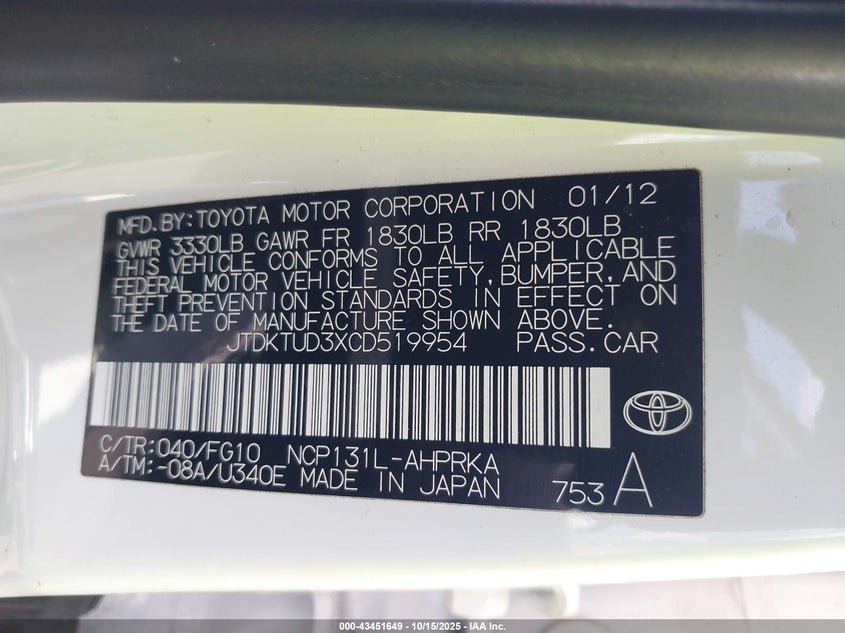 MFD.BY:TOYOTA MOTOR CORPORATION 01/12
GVWR 3330LB GAWR FR 1830LB RR 1830LB
THIS VEHICLE CONFORMS TO ALL APPLICABLE
FEDERAL MOTOR VEHICLE SAFETY,BUMPER,AND
THEFT PREVENTION STANDARDS IN EFFECT ON
THE DATE OF MANUFACTURE SHOWN ABOVE.
JTDKTUD3XCD519954 PASS.CAR
C/TR:040/FG10 NCP131L-AHPRKA
A/TM:-08A/U340E MADE IN JAPAN 753A
000-43451649 | 10/15/2025 | IAA Inc.